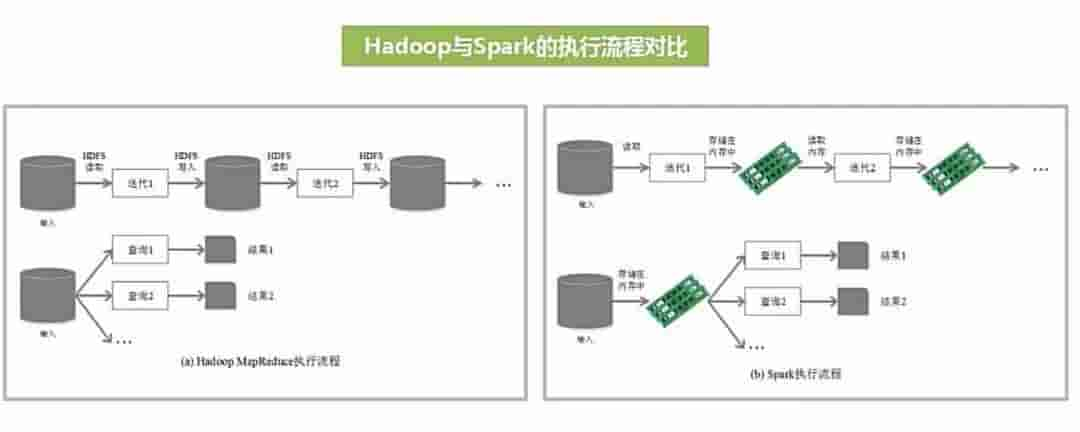 Hadoop与Spark的执行流程对比
HDFS
读取
HDFS
写入
HDFS
读取
HDFS
写入
迭代1
迭代2
...
输入
查询1
结果1
查询2
结果2
输入
...
(a) Hadoop MapReduce执行流程
读取
存储在
内存中
读取
内存
存储在
内存中
迭代1
迭代2
...
输入
查询1
结果1
存储在
内存中
查询2
结果2
输入
...
(b) Spark执行流程